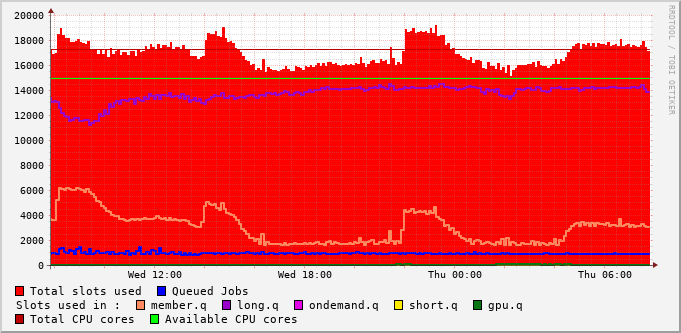 20000
18000
16000
14000
12000
10000
8000
6000
4000
2000
0
Wed 12:00 Wed 18:00 Thu 00:00 Thu 06:00
RRDTOOL / TOBI OETIKER
Total slots used Queued Jobs
Slots used in : member.q long.q ondemand.q short.q gpu.q
Total CPU cores Available CPU cores